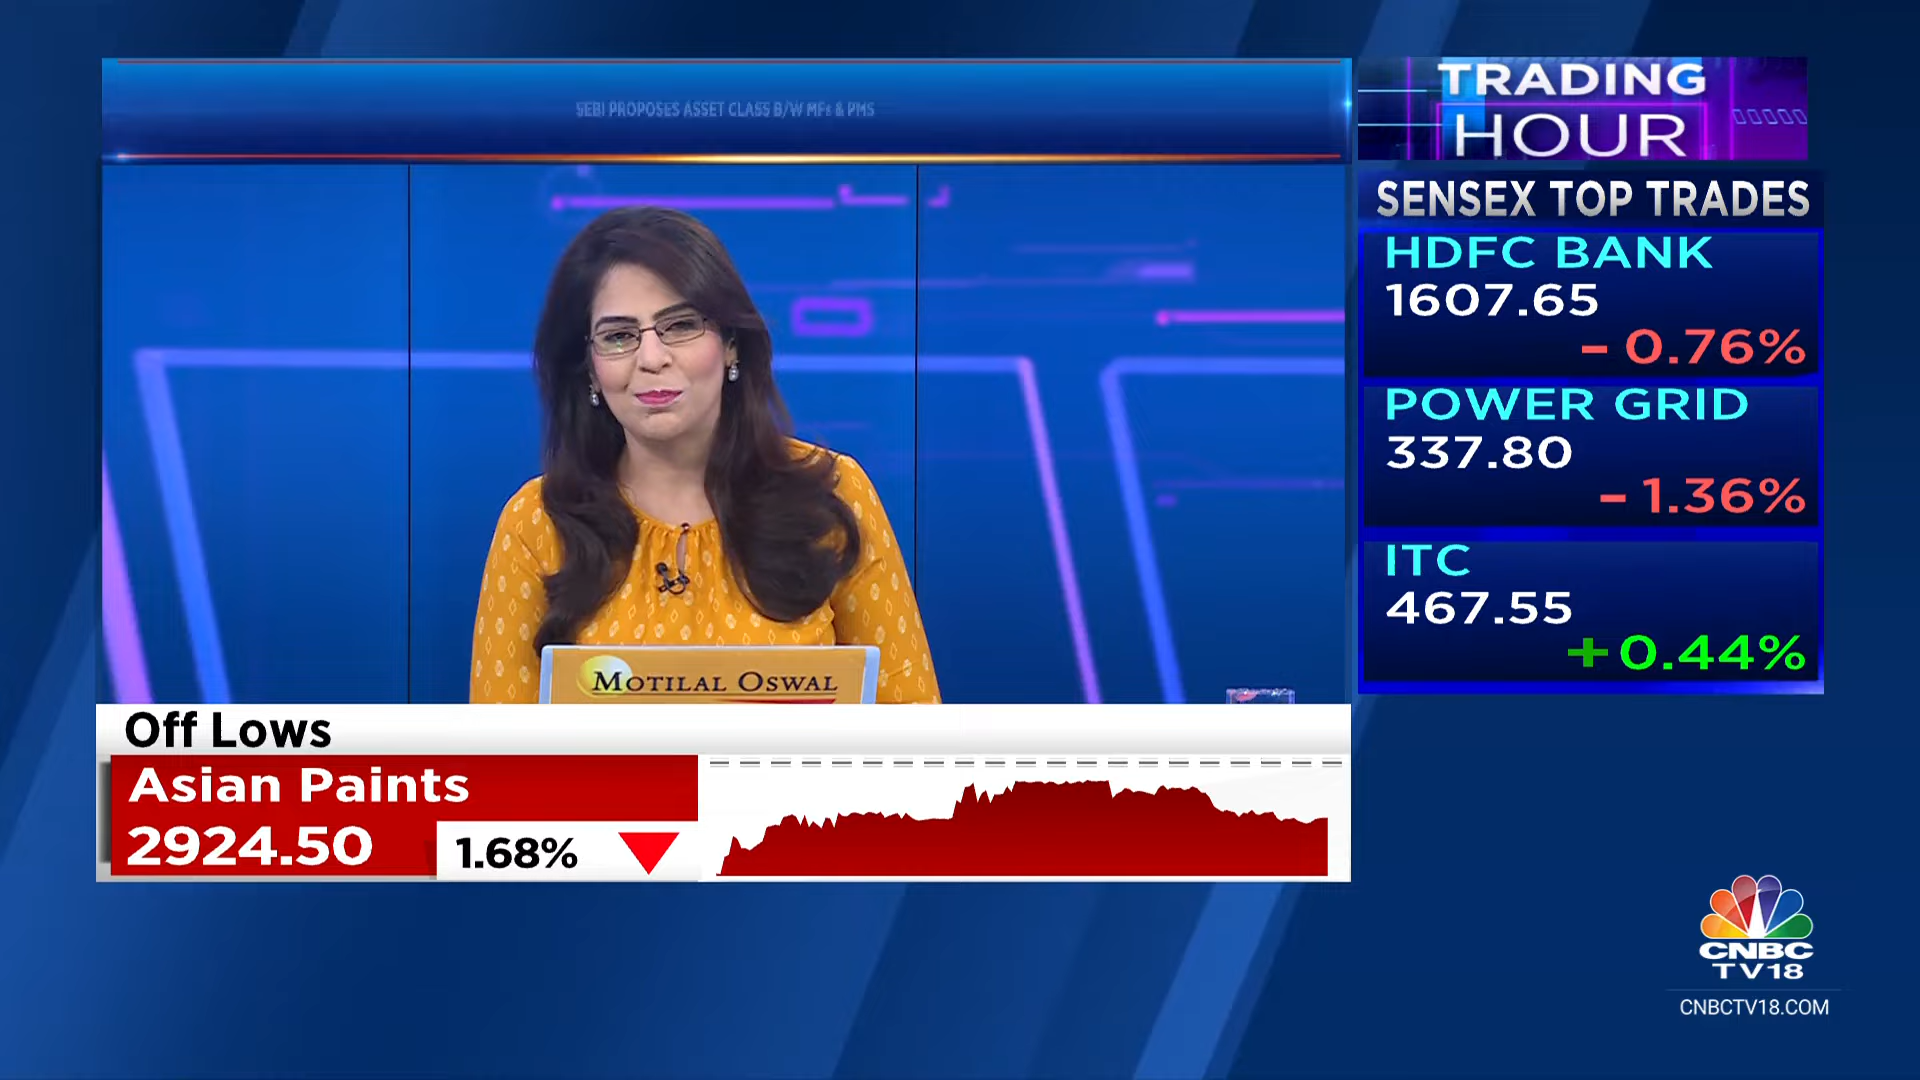 SEBI PROPOSES ASSET CLASS B/W MFs & PMS
TRADING
HOUR
SENSEX TOP TRADES
HDFC BANK
1607.65
- 0.76%
POWER GRID
337.80
- 1.36%
ITC
467.55
+0.44%
MOTILAL OSWAL
Off Lows
Asian Paints
2924.50
1.68%
CNBC
TV18
CNBCTV18.COM